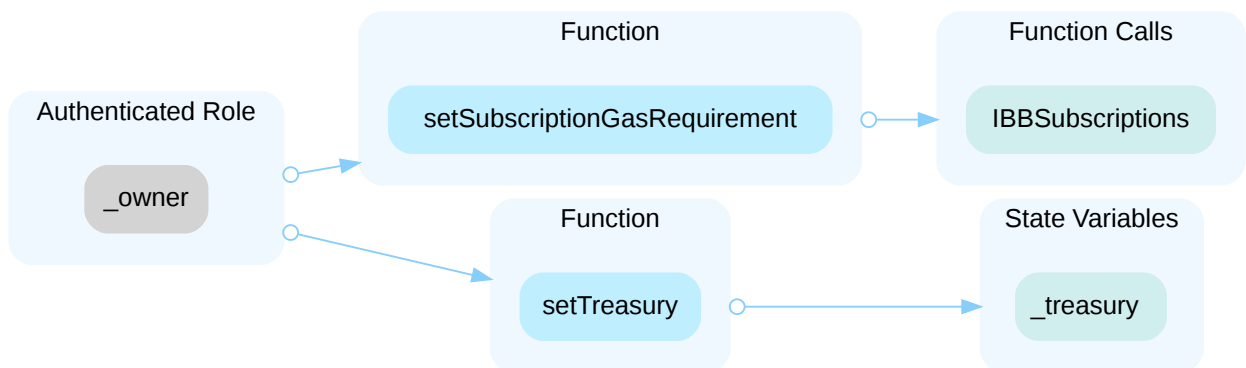 Authenticated Role
_owner
Function
setSubscriptionGasRequirement
Function Calls
IBBSubscriptions
Function
setTreasury
State Variables
_treasury